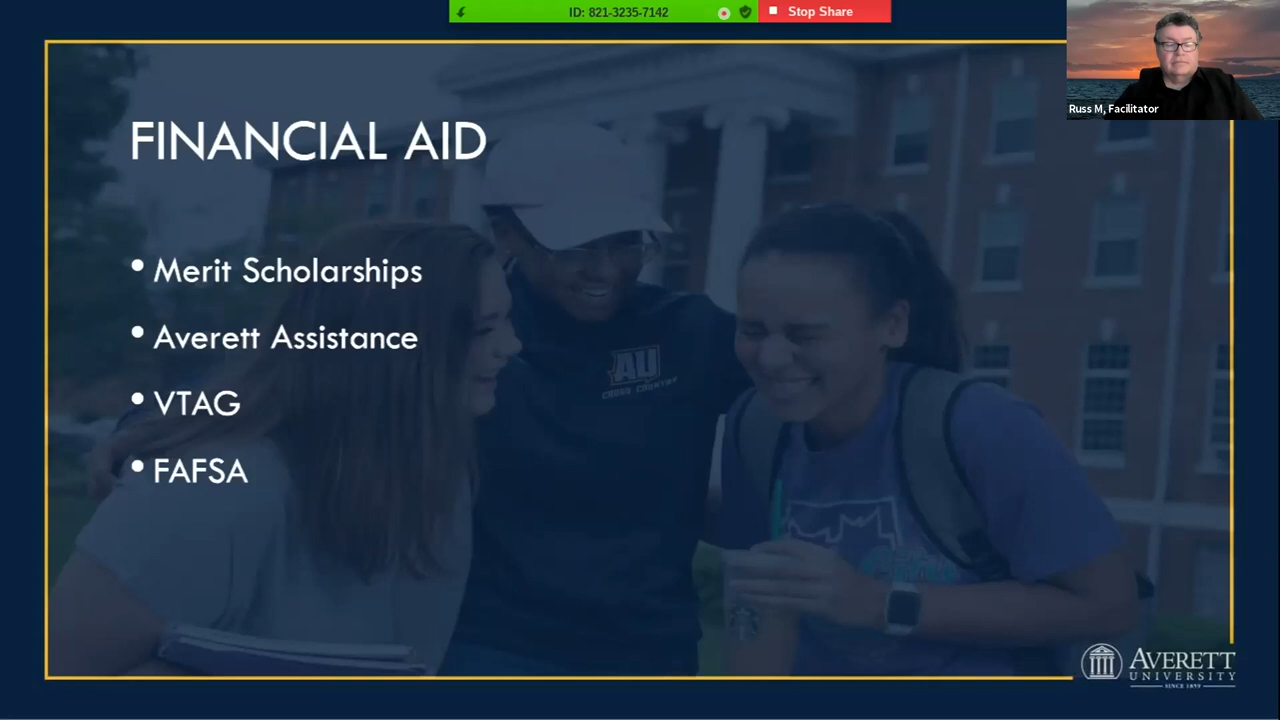 ID: 821-3235-7142
Stop Share
Russ M, Facilitator
FINANCIAL AID
• Merit Scholarships
• Averett Assistance
• VTAG
• FAFSA
AU
CROSS COUNTRY
AVERETT
UNIVERSITY
SINCE 1859